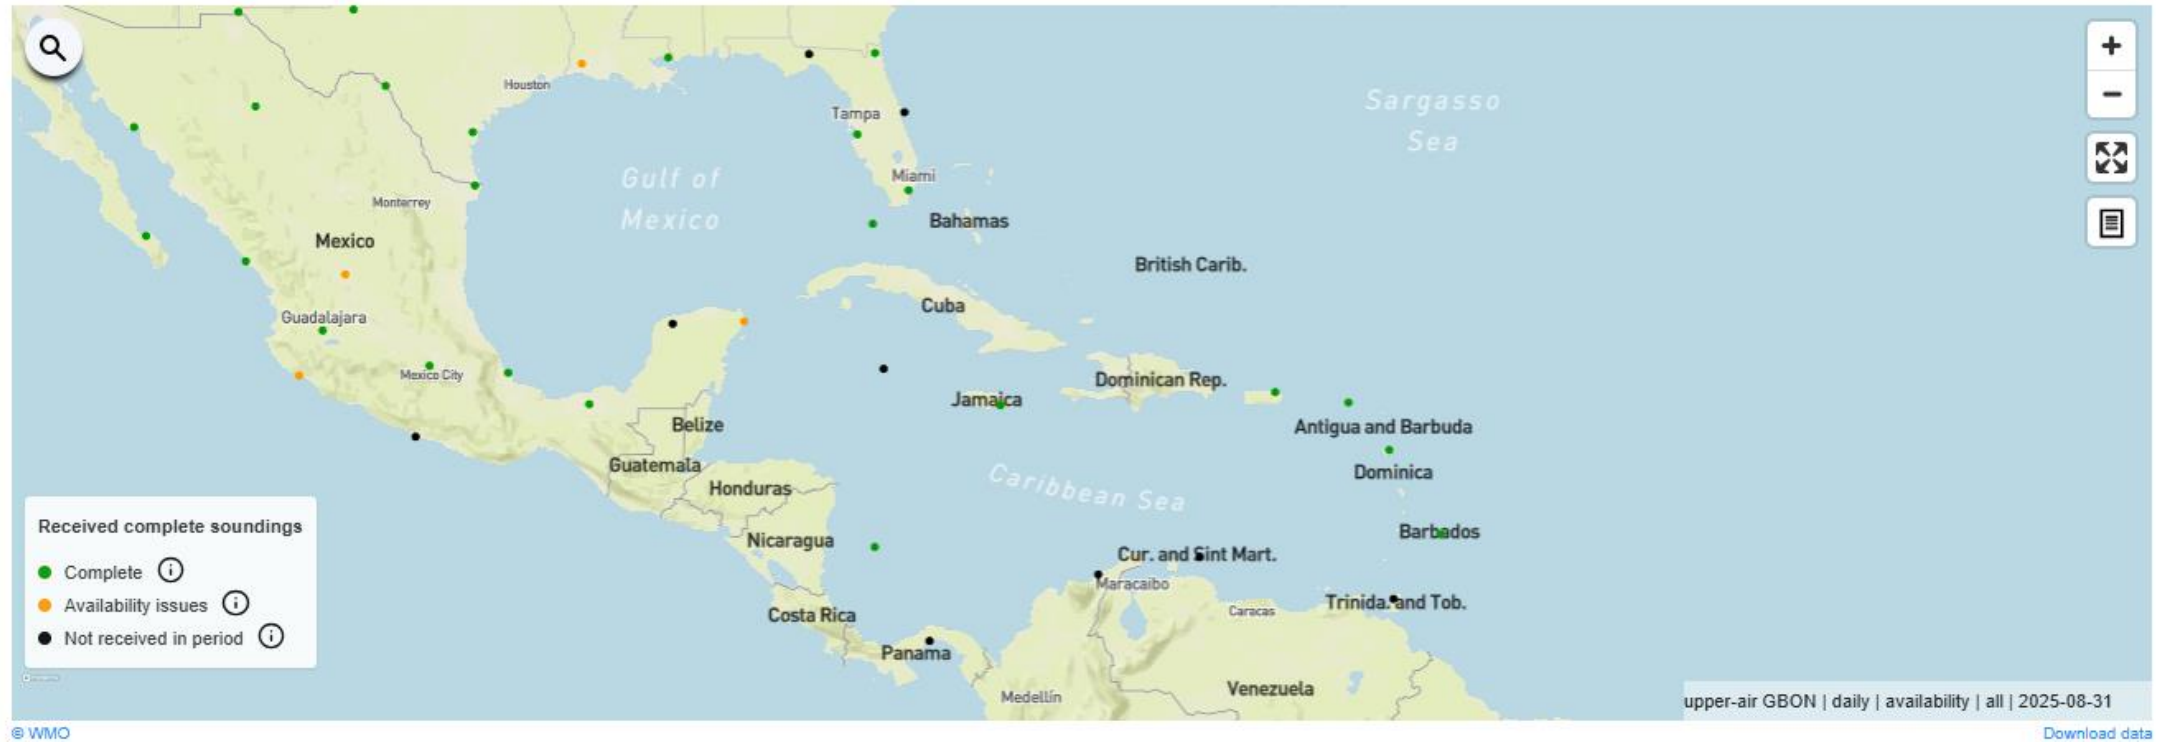 Houston
Tampa
Sargasso
Sea
Gulf of
Mexico
Miami
Monterrey
Bahamas
Mexico
British Carib.
Cuba
Guadalajara
Mexico City
Dominican Rep.
Jamaica
Belize
Antigua and Barbuda
Guatemala
Dominica
Honduras
Caribbean Sea
Received complete soundings
Barbados
Nicaragua
Cur. and Sint Mart.
Complete
Maracaibo
Availability issues
Costa Rica
Caracas
Trinidad and Tob.
Not received in period
Panama
Medellín
Venezuela
upper-air GBON | daily | availability | all | 2025-08-31
© WMO
Download data